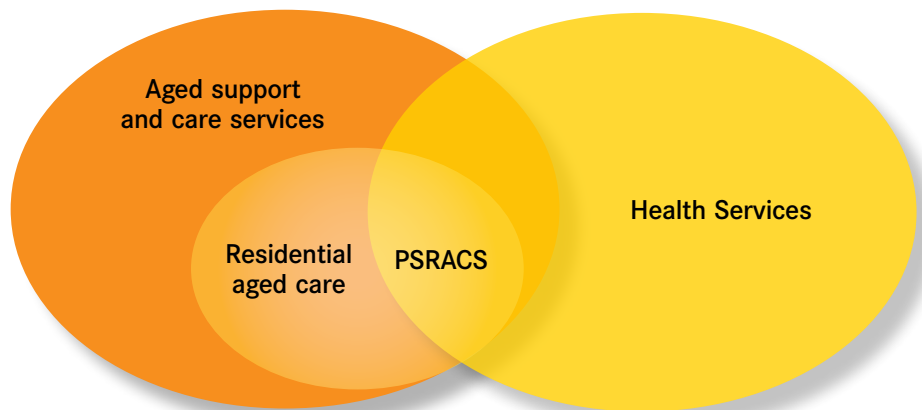 Aged support
and care services
Residential
aged care
PSRACS
Health Services